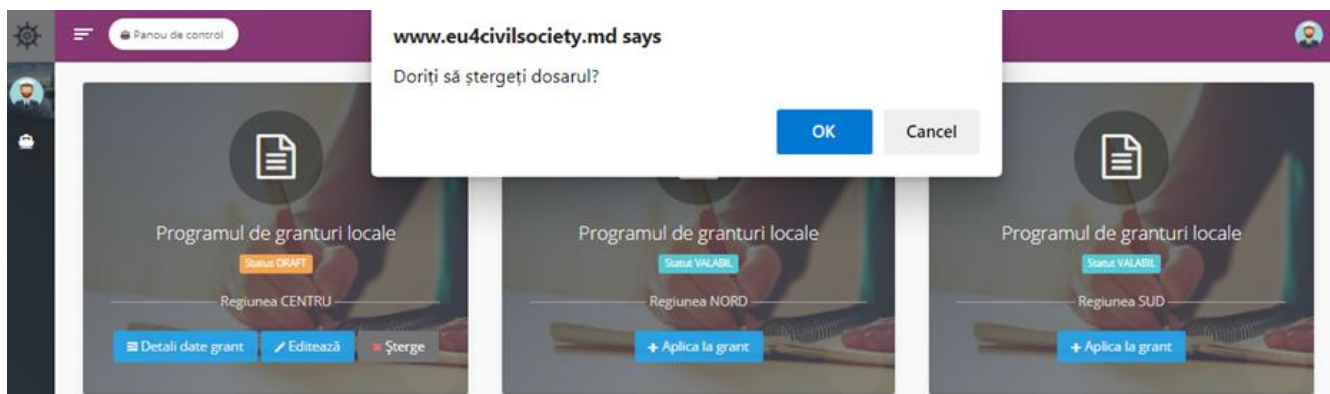 Panou de control
www.eu4civilsociety.md says
Doriți să ștergeți dosarul?
OK
Cancel
Programul de granturi locale
Status DRAFT
Regiunea CENTRU
Detali date grant
Editează
Șterge
Programul de granturi locale
Statut VALABIL
Regiunea NORD
+ Aplica la grant
Programul de granturi locale
Statut VALABIL
Regiunea SUD
+ Aplica la grant